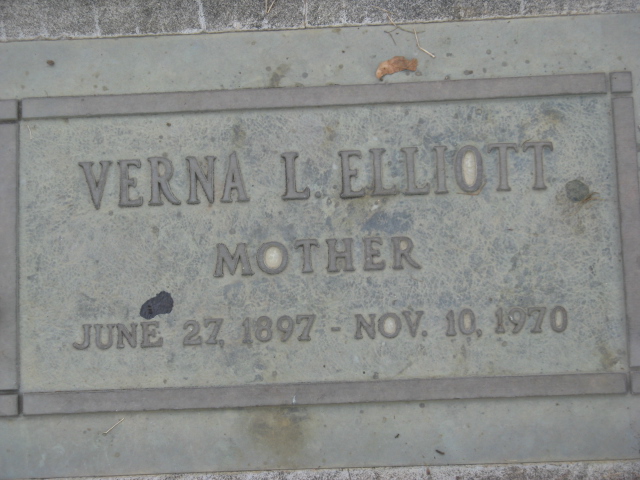 VERNA L. ELLIOTT
MOTHER
JUNE 27, 1897 - NOV. 10, 1970